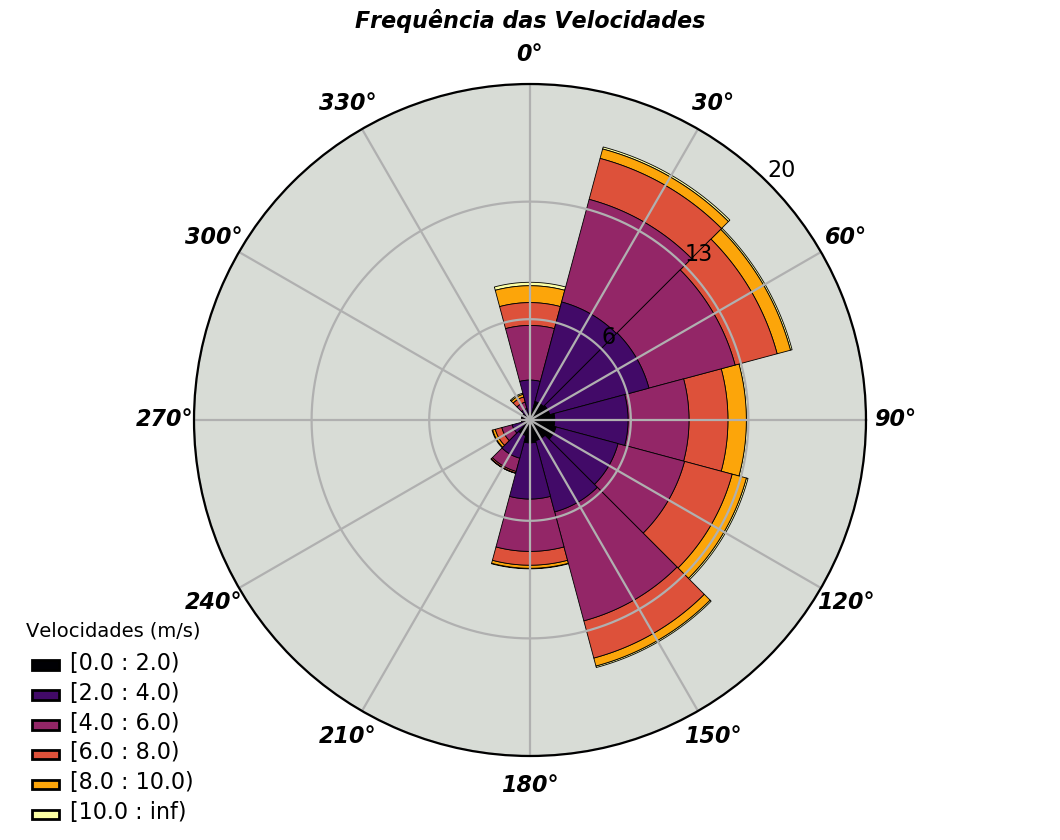 Frequência das Velocidades
0°
330°
30°
20
300°
60°
13
6
270°
90°
240°
120°
210°
150°
180°
Velocidades (m/s)
[0.0 : 2.0)
[2.0 : 4.0)
[4.0 : 6.0)
[6.0 : 8.0)
[8.0 : 10.0)
[10.0 : inf)